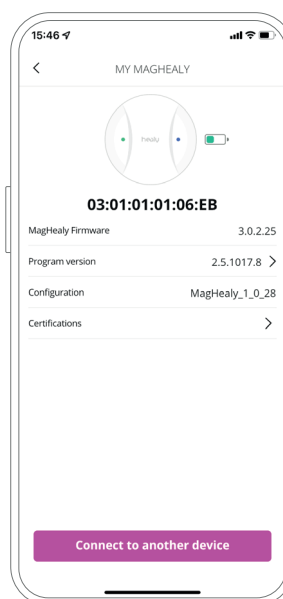 15:46
MY MAGHEALY
healy
03:01:01:01:06:EB
MagHealy Firmware 3.0.2.25
Program version 2.5.1017.8
Configuration MagHealy_1_0_28
Certifications
Connect to another device